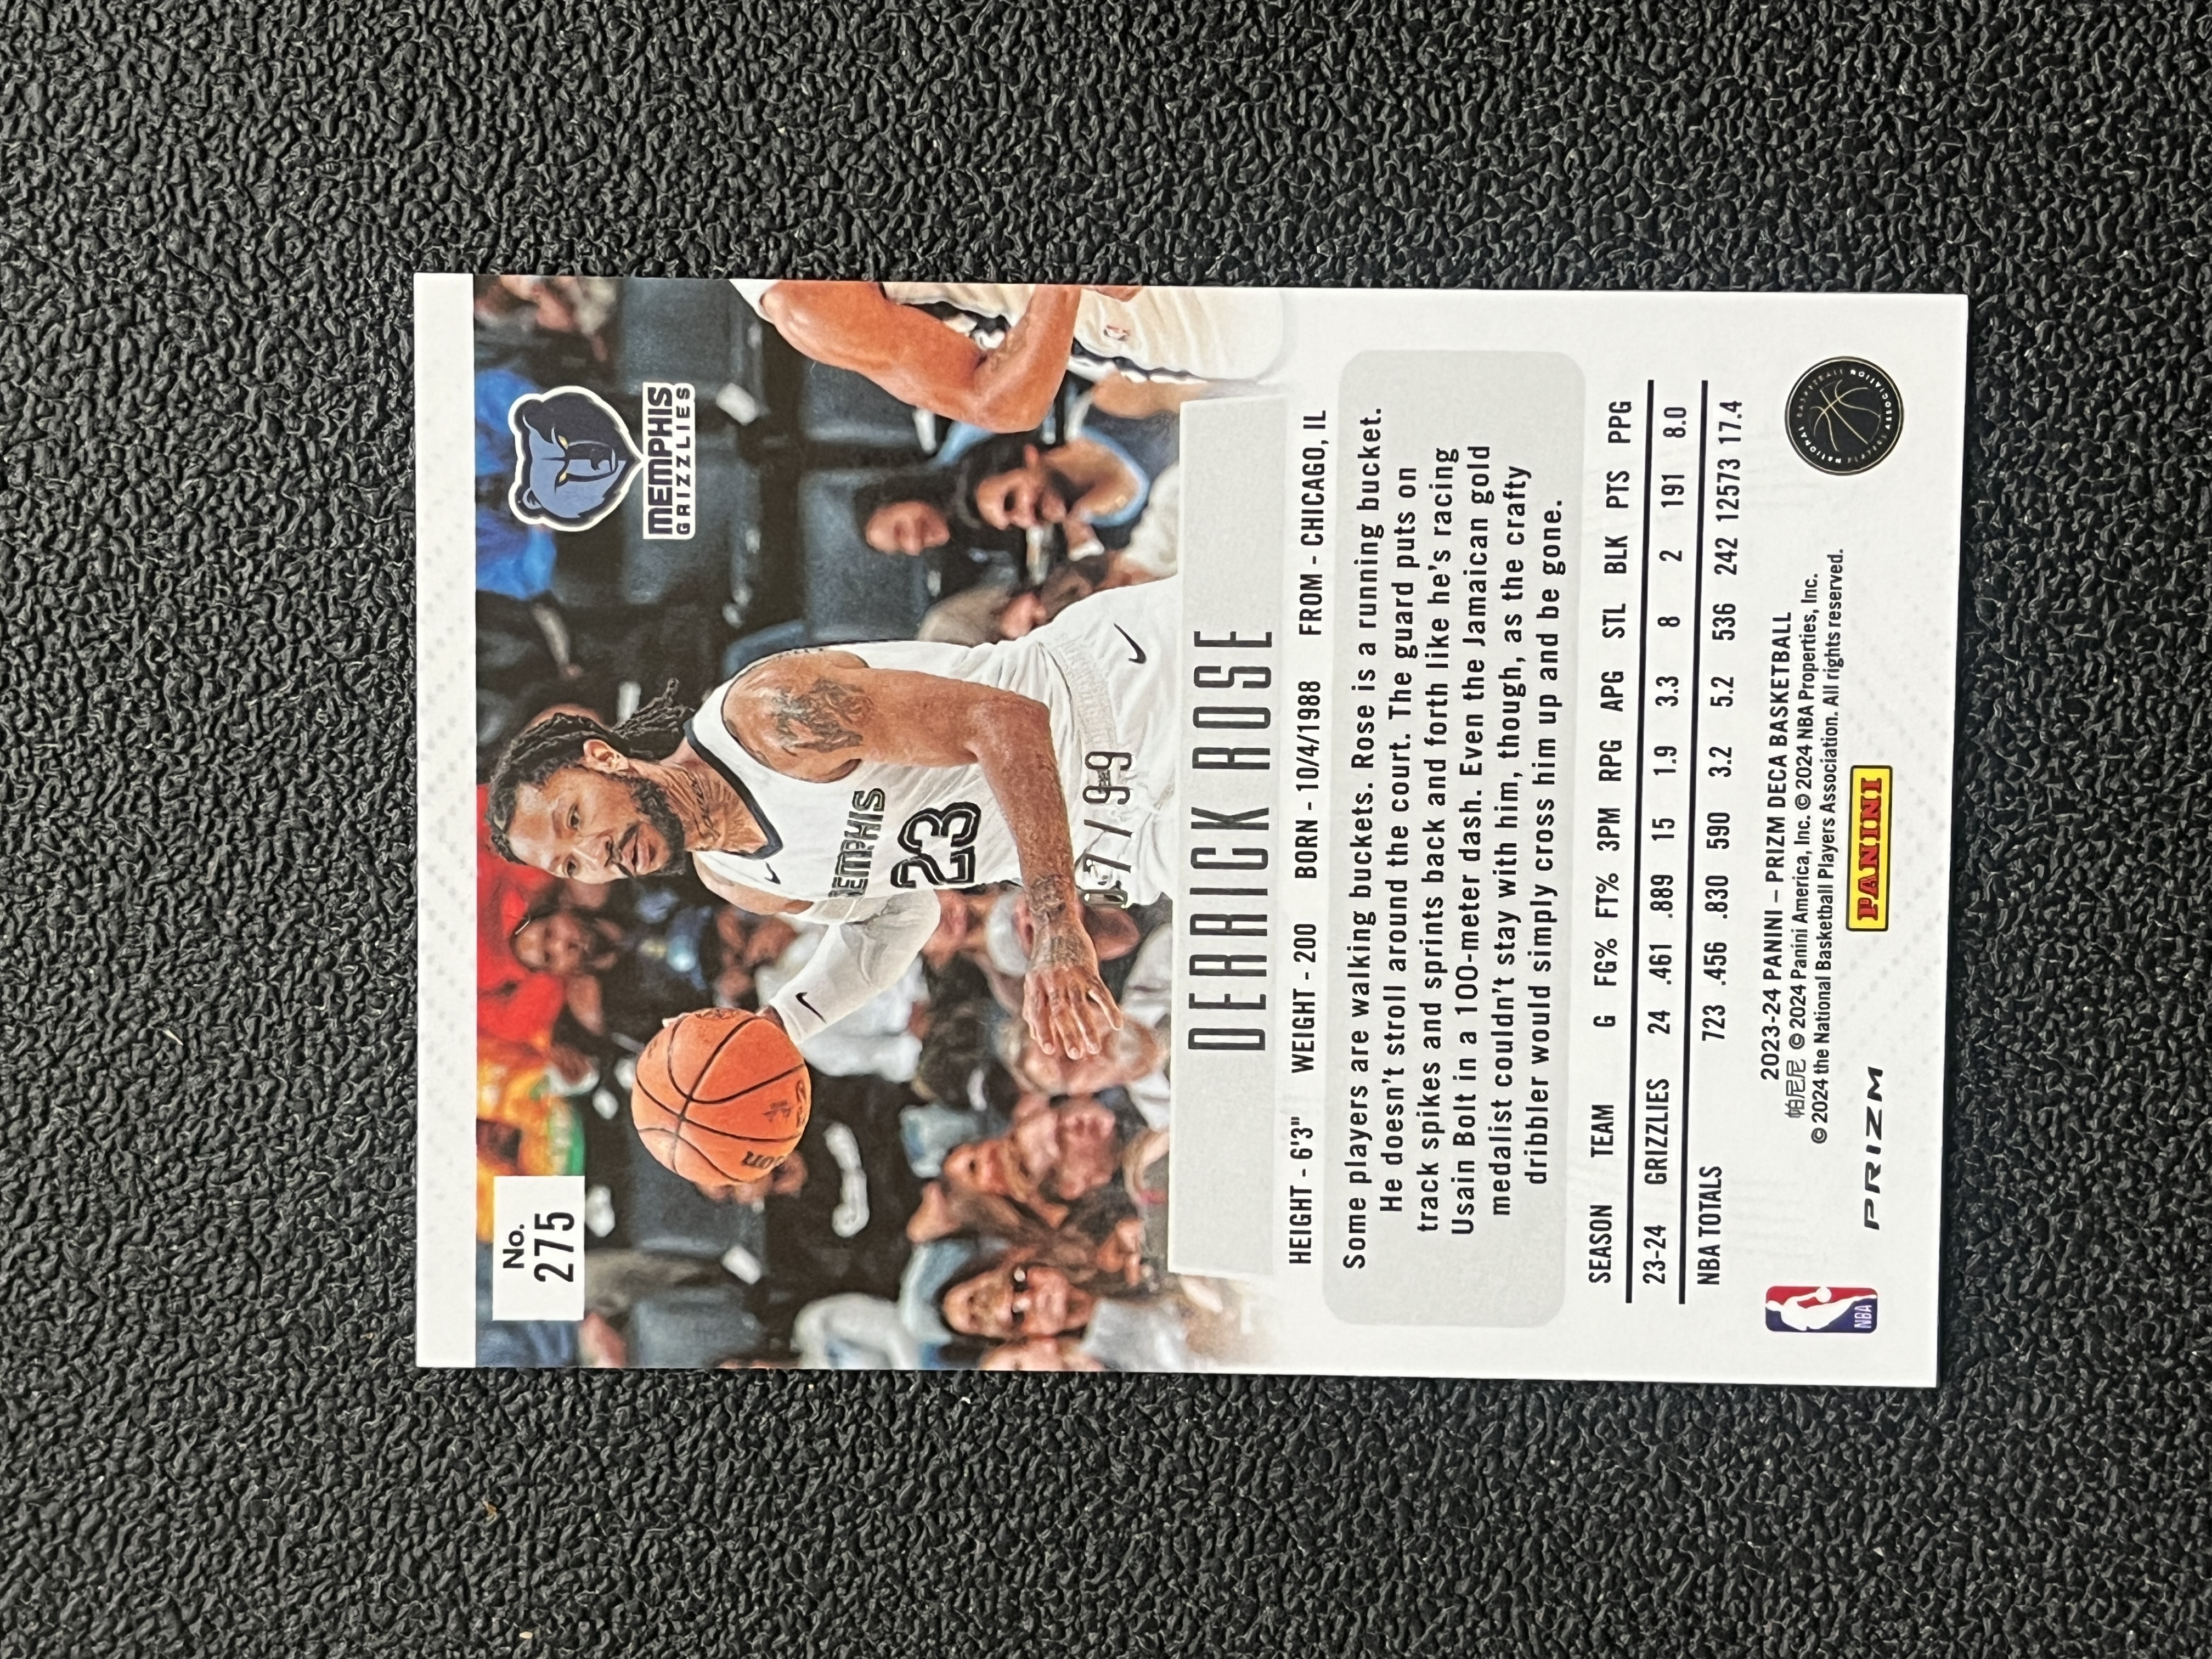 No.
275
MEMPHIS
GRIZZLIES
MEMPHIS
23
/99
DERRICK ROSE
HEIGHT - 6'3" WEIGHT - 200 BORN - 10/4/1988 FROM - CHICAGO, IL
Some players are walking buckets. Rose is a running bucket.
He doesn't stroll around the court. The guard puts on
track spikes and sprints back and forth like he's racing
Usain Bolt in a 100-meter dash. Even the Jamaican gold
medalist couldn't stay with him, though, as the crafty
dribbler would simply cross him up and be gone.
SEASON TEAM G FG% FT% 3PM RPG APG STL BLK PTS PPG
23-24 GRIZZLIES 24 .461 .889 15 1.9 3.3 8 2 191 8.0
NBA TOTALS 723 .456 .830 590 3.2 5.2 536 242 12573 17.4
2023-24 PANINI – PRIZM DECA BASKETBALL
帕尼尼 © 2024 Panini America, Inc. © 2024 NBA Properties, Inc.
© 2024 the National Basketball Players Association. All rights reserved.
NBA
PRIZM
PANINI
NATIONAL BASKETBALL PLAYERS ASSOCIATION